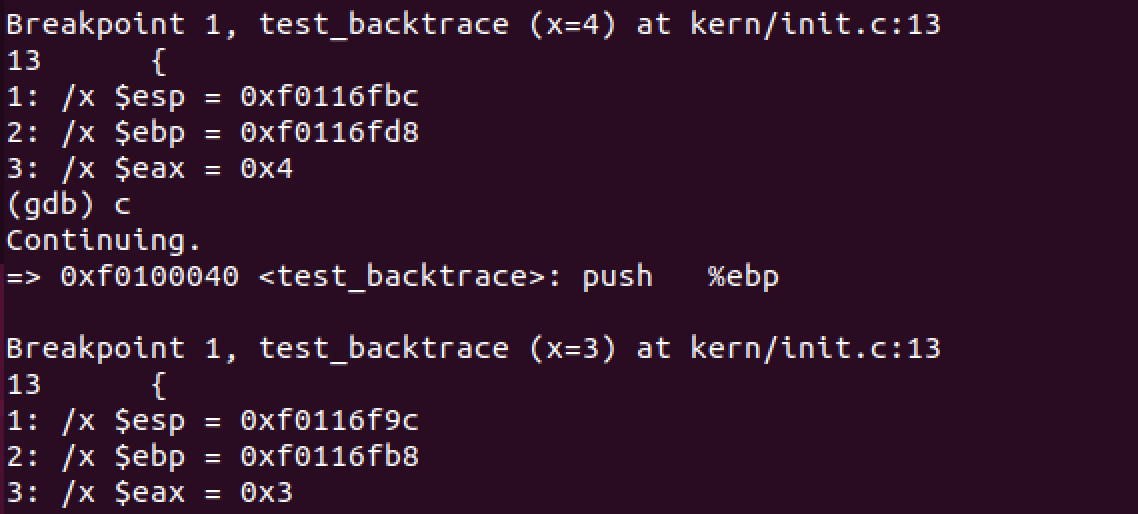 Breakpoint 1, test_backtrace (x=4) at kern/init.c:13
13      {
1: /x $esp = 0xf0116fbc
2: /x $ebp = 0xf0116fd8
3: /x $eax = 0x4
(gdb) c
Continuing.
=> 0xf0100040 <test_backtrace>: push   %ebp
Breakpoint 1, test_backtrace (x=3) at kern/init.c:13
13      {
1: /x $esp = 0xf0116f9c
2: /x $ebp = 0xf0116fb8
3: /x $eax = 0x3